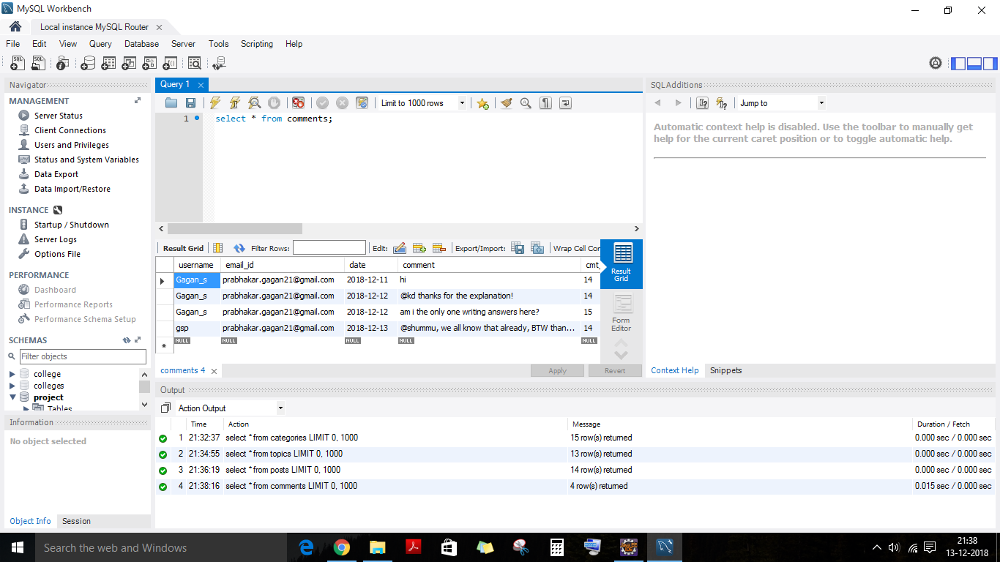 MySQL Workbench
Local instance MySQL Router
File Edit View Query Database Server Tools Scripting Help
Navigator
MANAGEMENT
Server Status
Client Connections
Users and Privileges
Status and System Variables
Data Export
Data Import/Restore
INSTANCE
Startup / Shutdown
Server Logs
Options File
PERFORMANCE
Dashboard
Performance Reports
Performance Schema Setup
SCHEMAS
Filter objects
college
colleges
project
Tables
Information
No object selected
Object Info Session
Query 1
Limit to 1000 rows
1 select * from comments;
Result Grid Filter Rows: Edit: Export/Import: Wrap Cell Cor
username email_id date comment cmt_
Gagan_s prabhakar.gagan21@gmail.com 2018-12-11 hi 14
Gagan_s prabhakar.gagan21@gmail.com 2018-12-12 @kd thanks for the explanation! 14
Gagan_s prabhakar.gagan21@gmail.com 2018-12-12 am i the only one writing answers here? 15
gsp prabhakar.gagan21@gmail.com 2018-12-13 @shummu, we all know that already, BTW than... 14
NULL NULL NULL NULL NULL
Result
Grid
Form
Editor
comments 4 Apply Revert
SQLAdditions
Jump to
Automatic context help is disabled. Use the toolbar to manually get
help for the current caret position or to toggle automatic help.
Context Help Snippets
Output
Action Output
Time Action Message Duration / Fetch
1 21:32:37 select * from categories LIMIT 0, 1000 15 row(s) returned 0.000 sec / 0.000 sec
2 21:34:55 select * from topics LIMIT 0, 1000 13 row(s) returned 0.000 sec / 0.000 sec
3 21:36:19 select * from posts LIMIT 0, 1000 14 row(s) returned 0.000 sec / 0.000 sec
4 21:38:16 select * from comments LIMIT 0, 1000 4 row(s) returned 0.015 sec / 0.000 sec
Search the web and Windows
21:38
13-12-2018